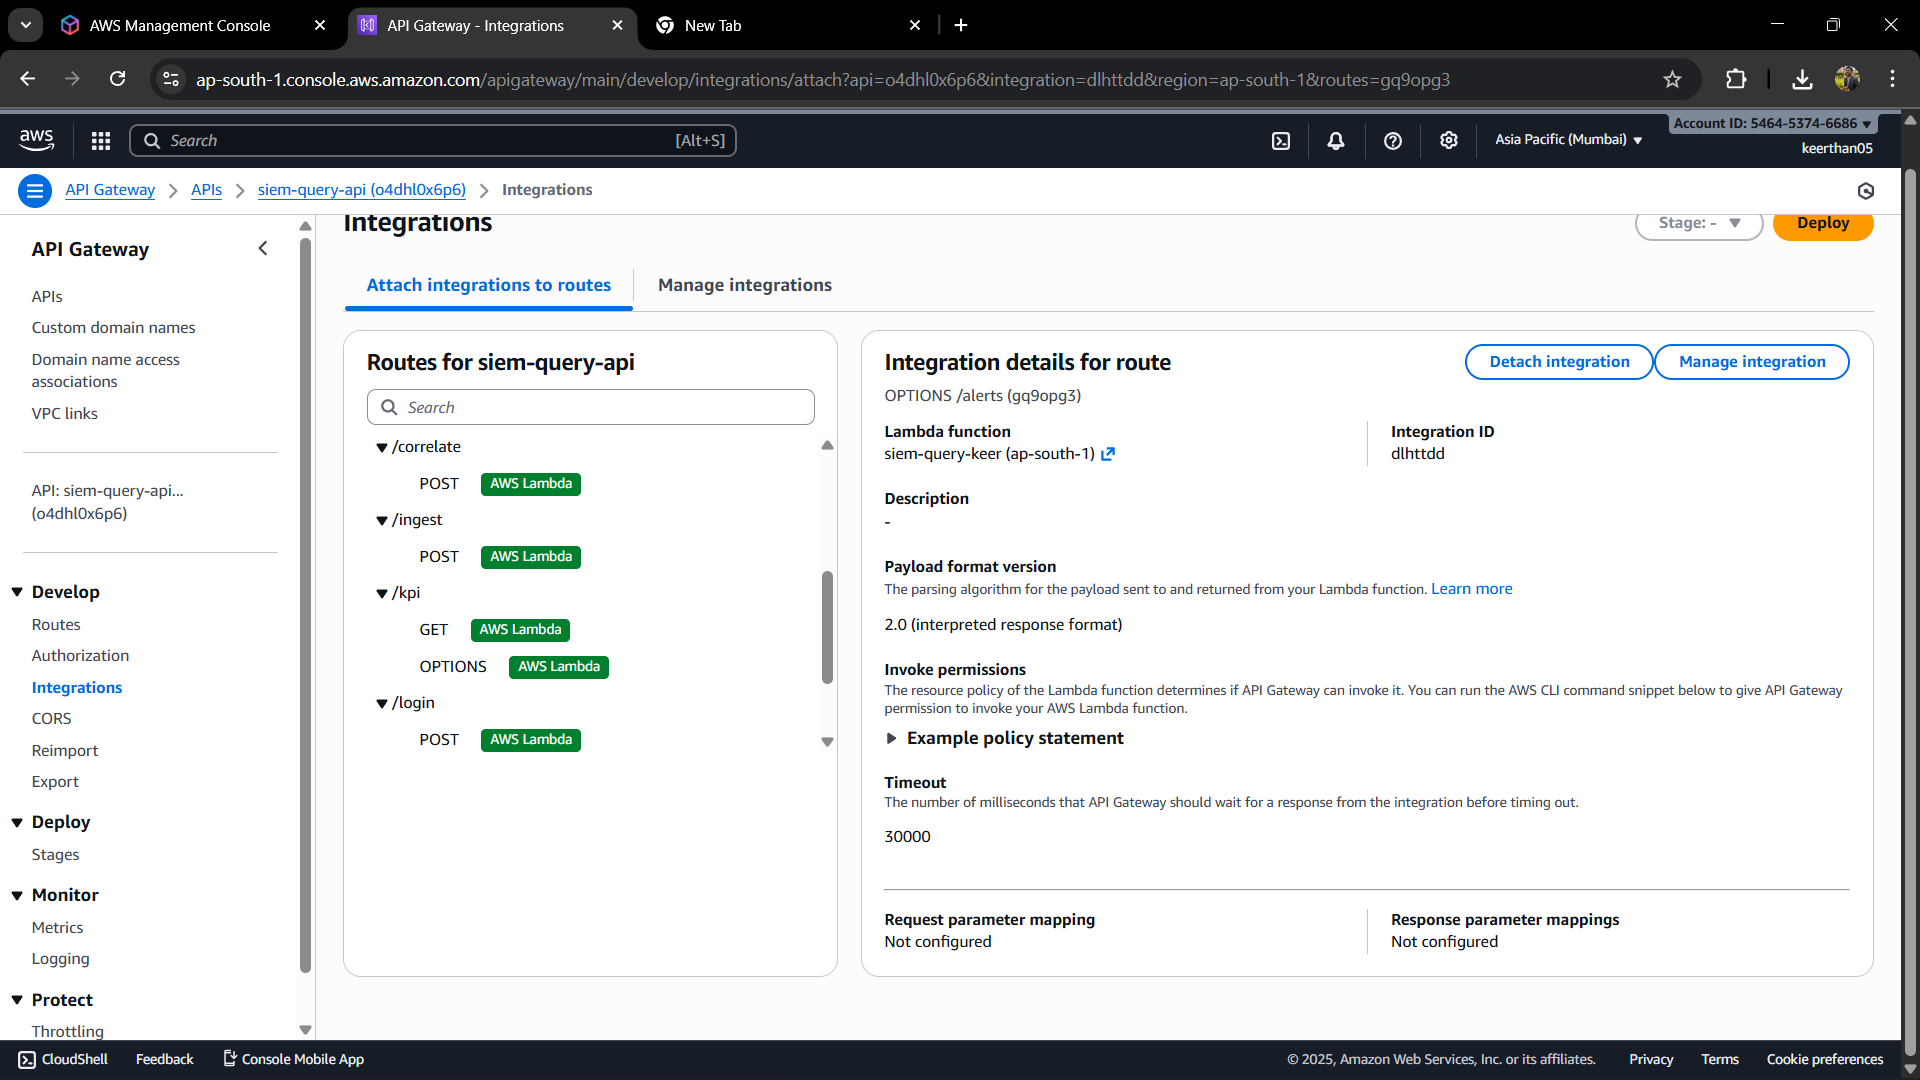 AWS Management Console
API Gateway - Integrations
New Tab
ap-south-1.console.aws.amazon.com/apigateway/main/develop/integrations/attach?api=o4dhl0x6p6&integration=dlhttdd&region=ap-south-1&routes=gq9opg3
aws
Search
[Alt+S]
Asia Pacific (Mumbai)
Account ID: 5464-5374-6686
keerthan05
API Gateway
APIs
siem-query-api (o4dhl0x6p6)
Integrations
API Gateway
APIs
Custom domain names
Domain name access
associations
VPC links
API: siem-query-api...
(o4dhl0x6p6)
Develop
Routes
Authorization
Integrations
CORS
Reimport
Export
Deploy
Stages
Monitor
Metrics
Logging
Protect
Throttling
Integrations
Stage: -
Deploy
Attach integrations to routes
Manage integrations
Routes for siem-query-api
Search
/correlate
POST AWS Lambda
/ingest
POST AWS Lambda
/kpi
GET AWS Lambda
OPTIONS AWS Lambda
/login
POST AWS Lambda
Integration details for route
Detach integration
Manage integration
OPTIONS /alerts (gq9opg3)
Lambda function
siem-query-keer (ap-south-1)
Integration ID
dlhttdd
Description
-
Payload format version
The parsing algorithm for the payload sent to and returned from your Lambda function. Learn more
2.0 (interpreted response format)
Invoke permissions
The resource policy of the Lambda function determines if API Gateway can invoke it. You can run the AWS CLI command snippet below to give API Gateway
permission to invoke your AWS Lambda function.
Example policy statement
Timeout
The number of milliseconds that API Gateway should wait for a response from the integration before timing out.
30000
Request parameter mapping
Not configured
Response parameter mappings
Not configured
CloudShell
Feedback
Console Mobile App
© 2025, Amazon Web Services, Inc. or its affiliates.
Privacy
Terms
Cookie preferences